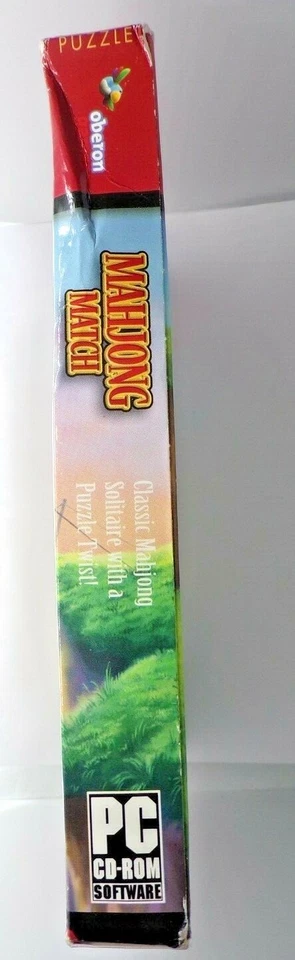 PUZZLE
oberon
MAHJONG
MATCH
Classic Mahjong
Solitaire with a
Puzzle Twist!
PC
CD-ROM
SOFTWARE